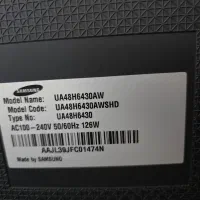 SAMSUNG
Model Name: UA48H6430AW
Model Code: UA48H6430AWSHD
Type No: UA48H6430
AC100-240V 50/60Hz 126W
AAJL39JFC01474N
Made by SAMSUNG